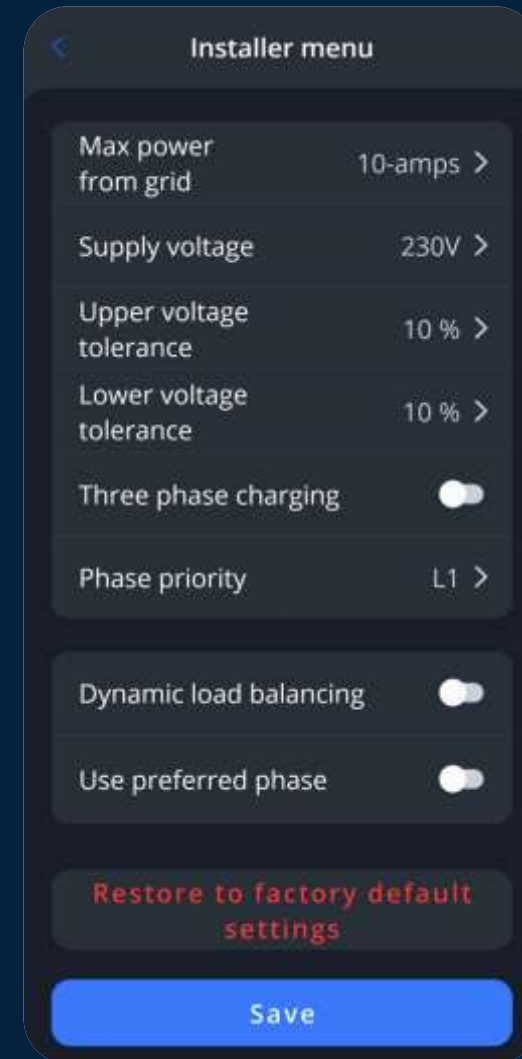 Installer menu
Max power
from grid
10-amps
Supply voltage
230V
Upper voltage
tolerance
10 %
Lower voltage
tolerance
10 %
Three phase charging
Phase priority
L1
Dynamic load balancing
Use preferred phase
Restore to factory default
settings
Save